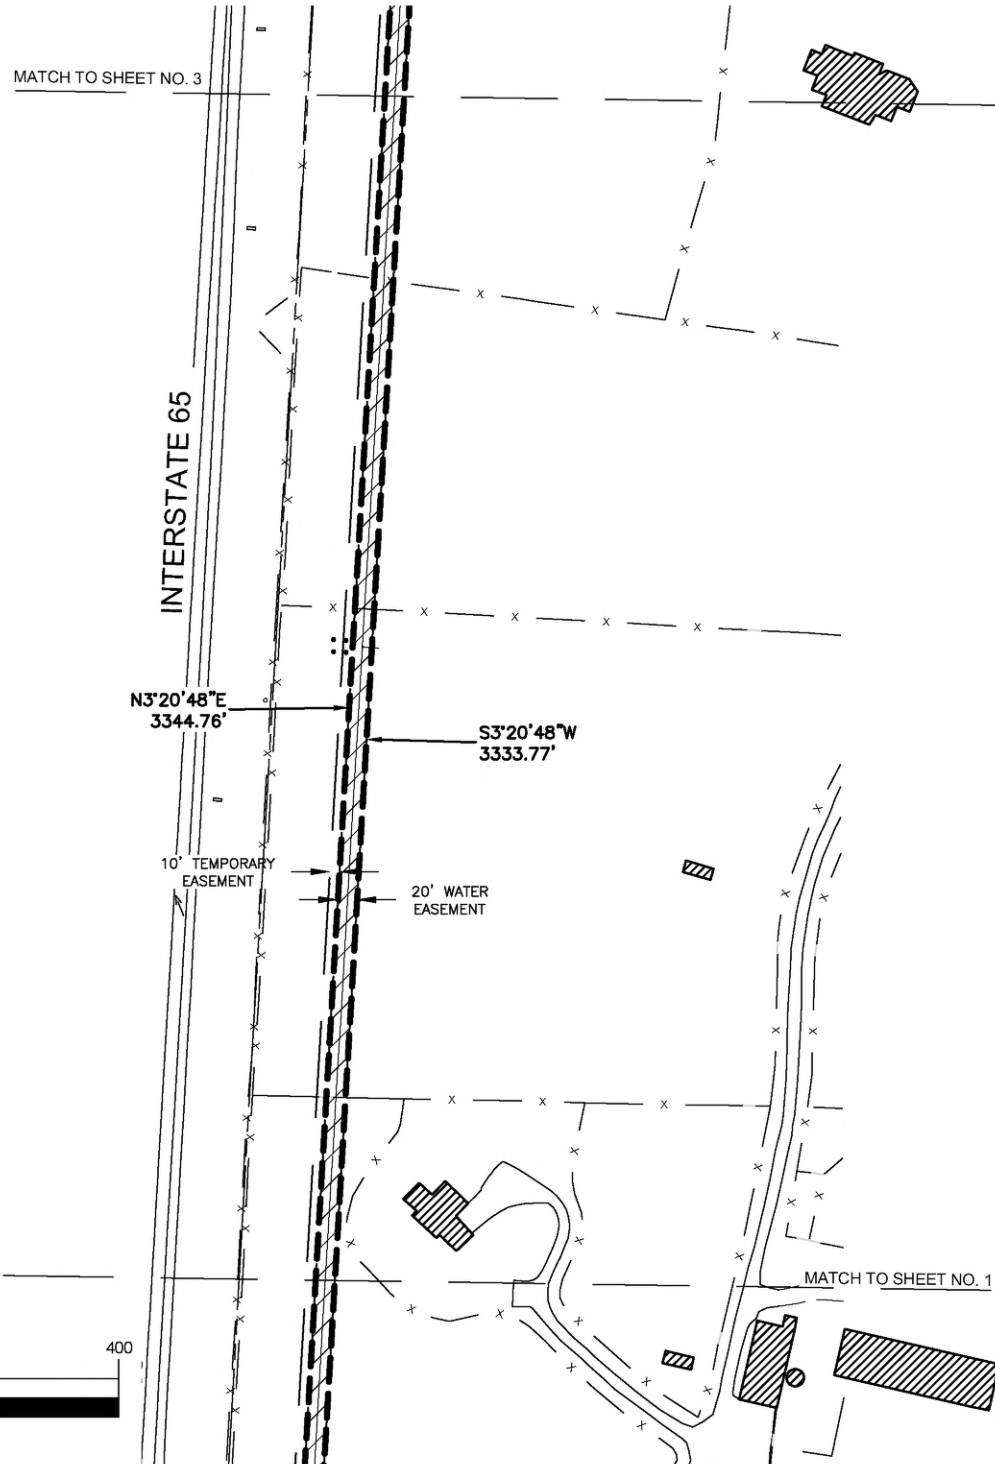 MATCH TO SHEET NO. 3
INTERSTATE 65
N3°20'48"E
3344.76'
S3°20'48"W
3333.77'
10' TEMPORARY
EASEMENT
20' WATER
EASEMENT
MATCH TO SHEET NO. 1
400